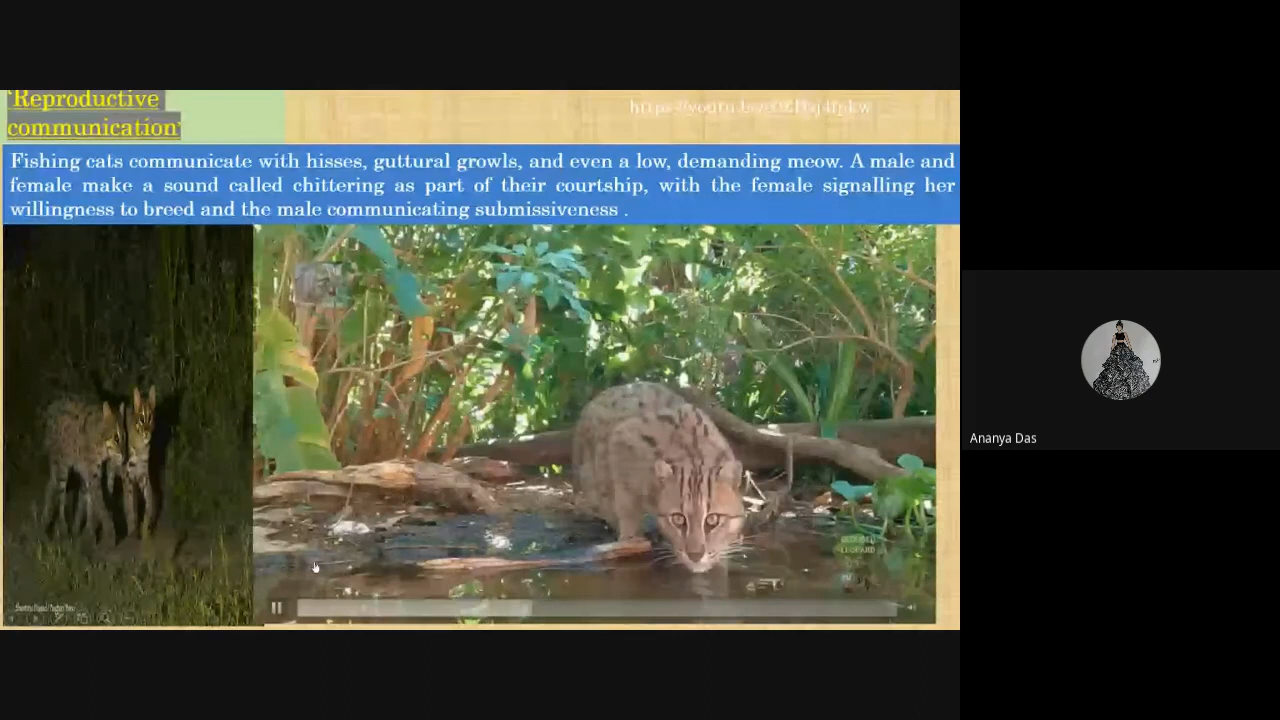 'Reproductive
communication'
Fishing cats communicate with hisses, guttural growls, and even a low, demanding meow. A male and
female make a sound called chittering as part of their courtship, with the female signalling her
willingness to breed and the male communicating submissiveness .
LEOPARD
Ananya Das